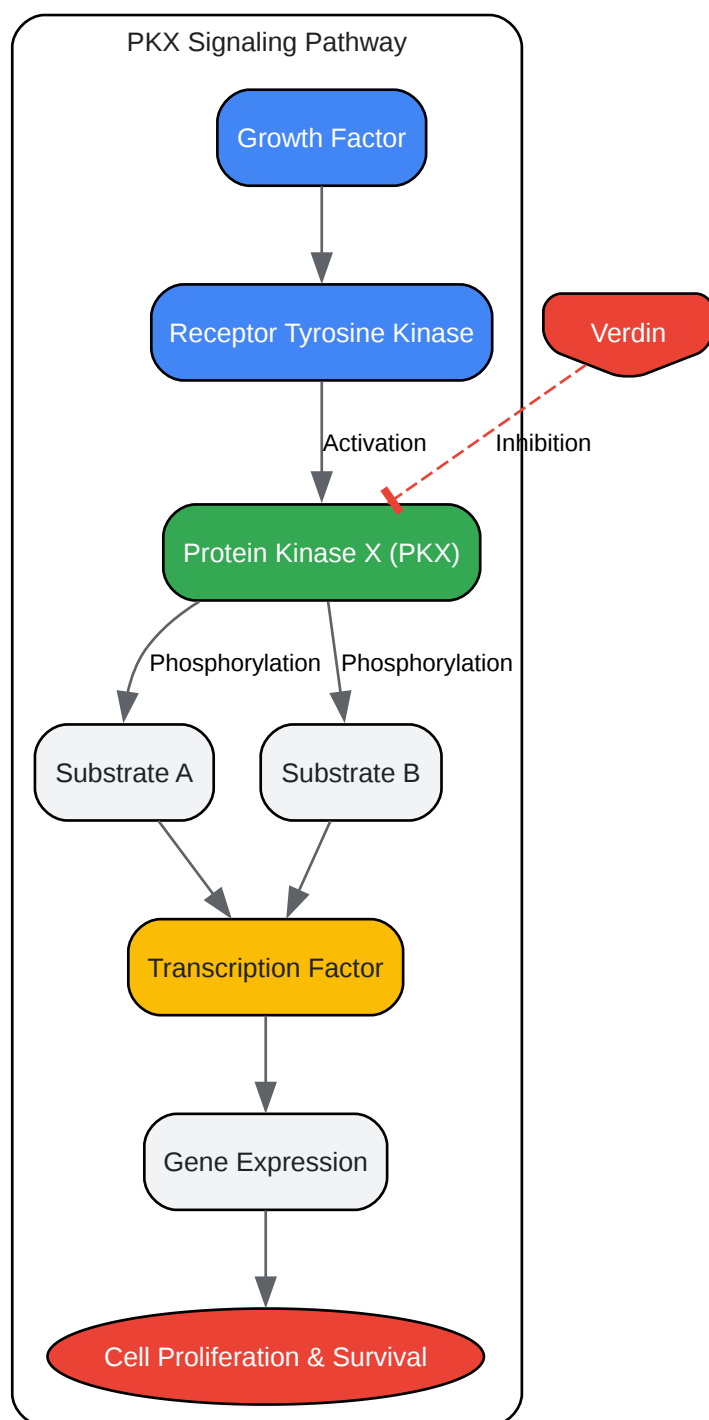 PKX Signaling Pathway
Growth Factor
Receptor Tyrosine Kinase
Verdin
Activation
Inhibition
Protein Kinase X (PKX)
Phosphorylation
Phosphorylation
Substrate A
Substrate B
Transcription Factor
Gene Expression
Cell Proliferation & Survival